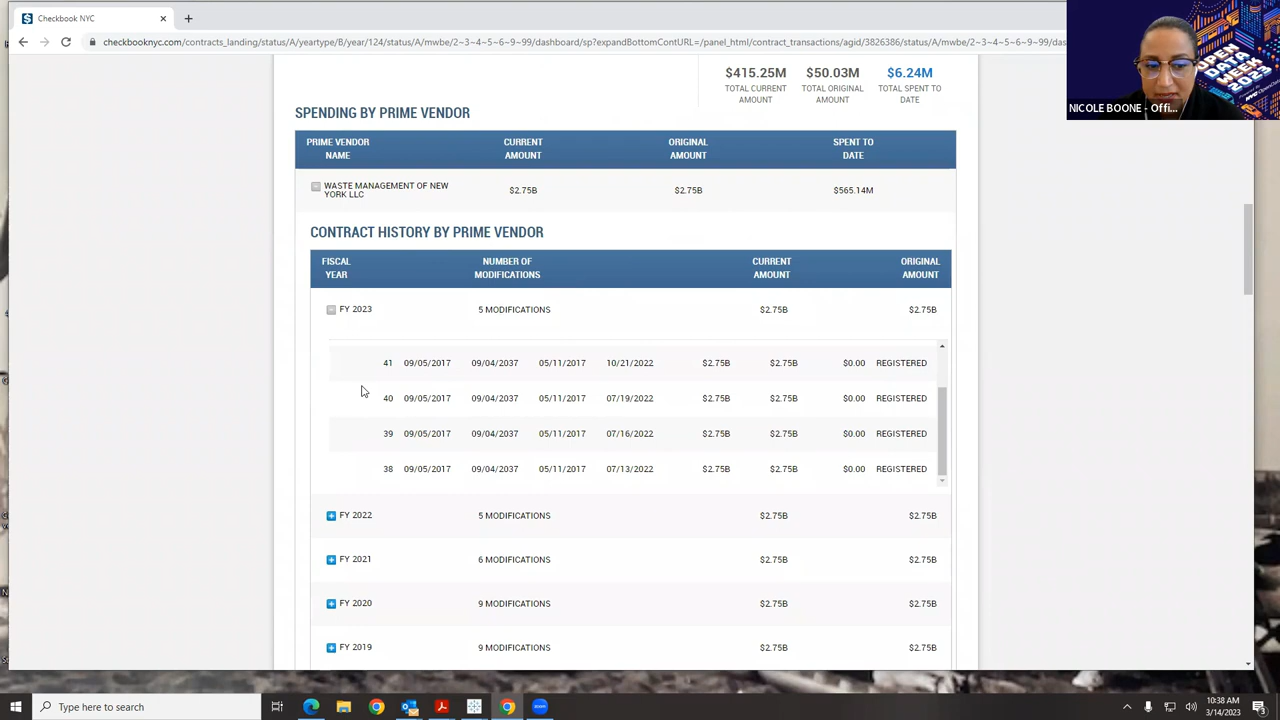 Checkbook NYC
checkbooknyc.com/contracts_landing/status/A/yeartype/B/year/124/status/A/mwbe/2~3~4~5~6~9~99/dashboard/sp?expandBottomContURL=/panel_html/contract_transactions/agid/3826386/status/A/mwbe/2~3~4~5~6~9~99/das
OPEN DATA WEEK 2023
NICOLE BOONE - Offi...
$415.25M $50.03M $6.24M
TOTAL CURRENT AMOUNT TOTAL ORIGINAL AMOUNT TOTAL SPENT TO DATE
SPENDING BY PRIME VENDOR
PRIME VENDOR NAME CURRENT AMOUNT ORIGINAL AMOUNT SPENT TO DATE
WASTE MANAGEMENT OF NEW YORK LLC $2.75B $2.75B $565.14M
CONTRACT HISTORY BY PRIME VENDOR
FISCAL YEAR NUMBER OF MODIFICATIONS CURRENT AMOUNT ORIGINAL AMOUNT
FY 2023 5 MODIFICATIONS $2.75B $2.75B
41 09/05/2017 09/04/2037 05/11/2017 10/21/2022 $2.75B $2.75B $0.00 REGISTERED
40 09/05/2017 09/04/2037 05/11/2017 07/19/2022 $2.75B $2.75B $0.00 REGISTERED
39 09/05/2017 09/04/2037 05/11/2017 07/16/2022 $2.75B $2.75B $0.00 REGISTERED
38 09/05/2017 09/04/2037 05/11/2017 07/13/2022 $2.75B $2.75B $0.00 REGISTERED
FY 2022 5 MODIFICATIONS $2.75B $2.75B
FY 2021 6 MODIFICATIONS $2.75B $2.75B
FY 2020 9 MODIFICATIONS $2.75B $2.75B
FY 2019 9 MODIFICATIONS $2.75B $2.75B
Type here to search
10:38 AM
3/14/2023